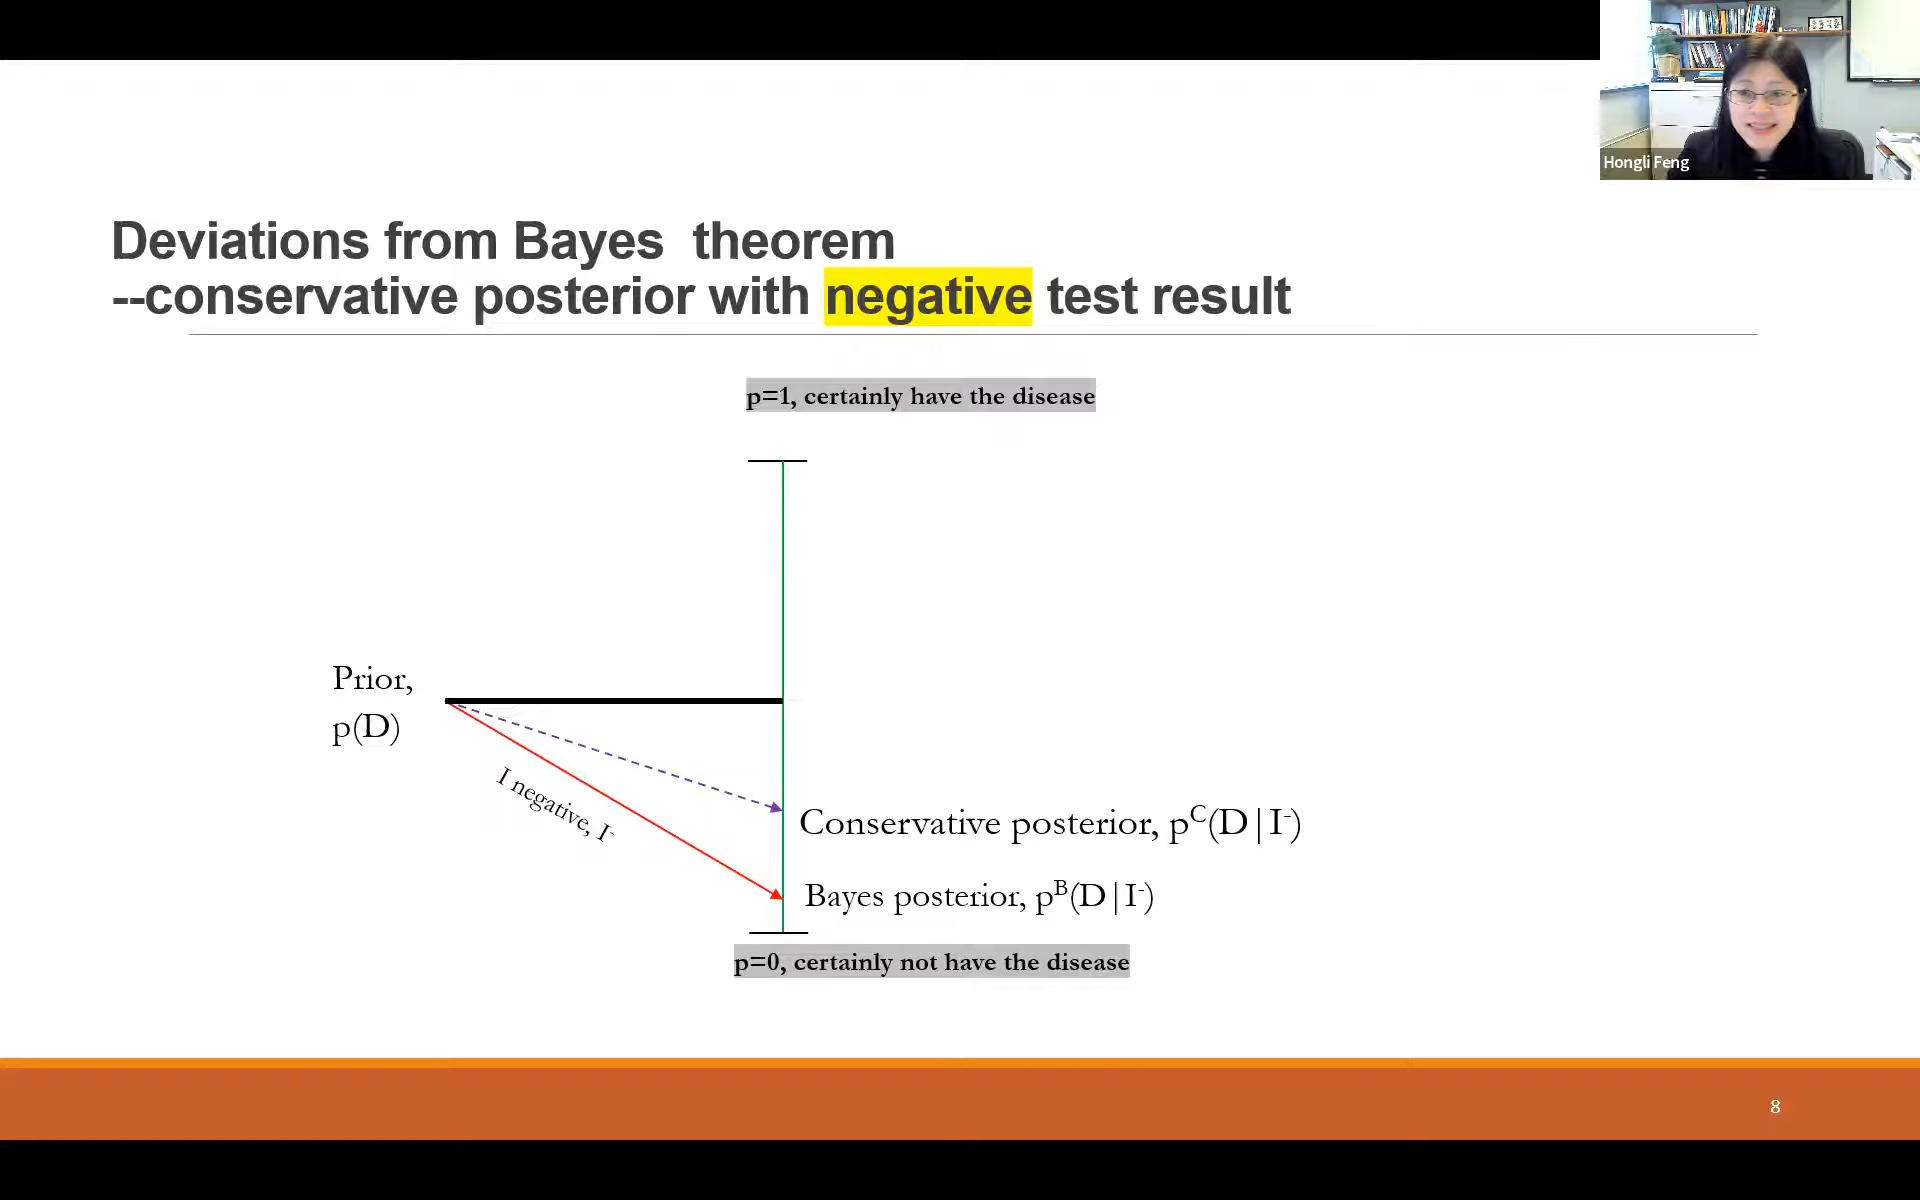 Hongli Feng
Deviations from Bayes theorem
--conservative posterior with negative test result
p=1, certainly have the disease
Prior,
p(D)
I negative, I⁻
Conservative posterior, pᶜ(D|I⁻)
Bayes posterior, pᴮ(D|I⁻)
p=0, certainly not have the disease
8